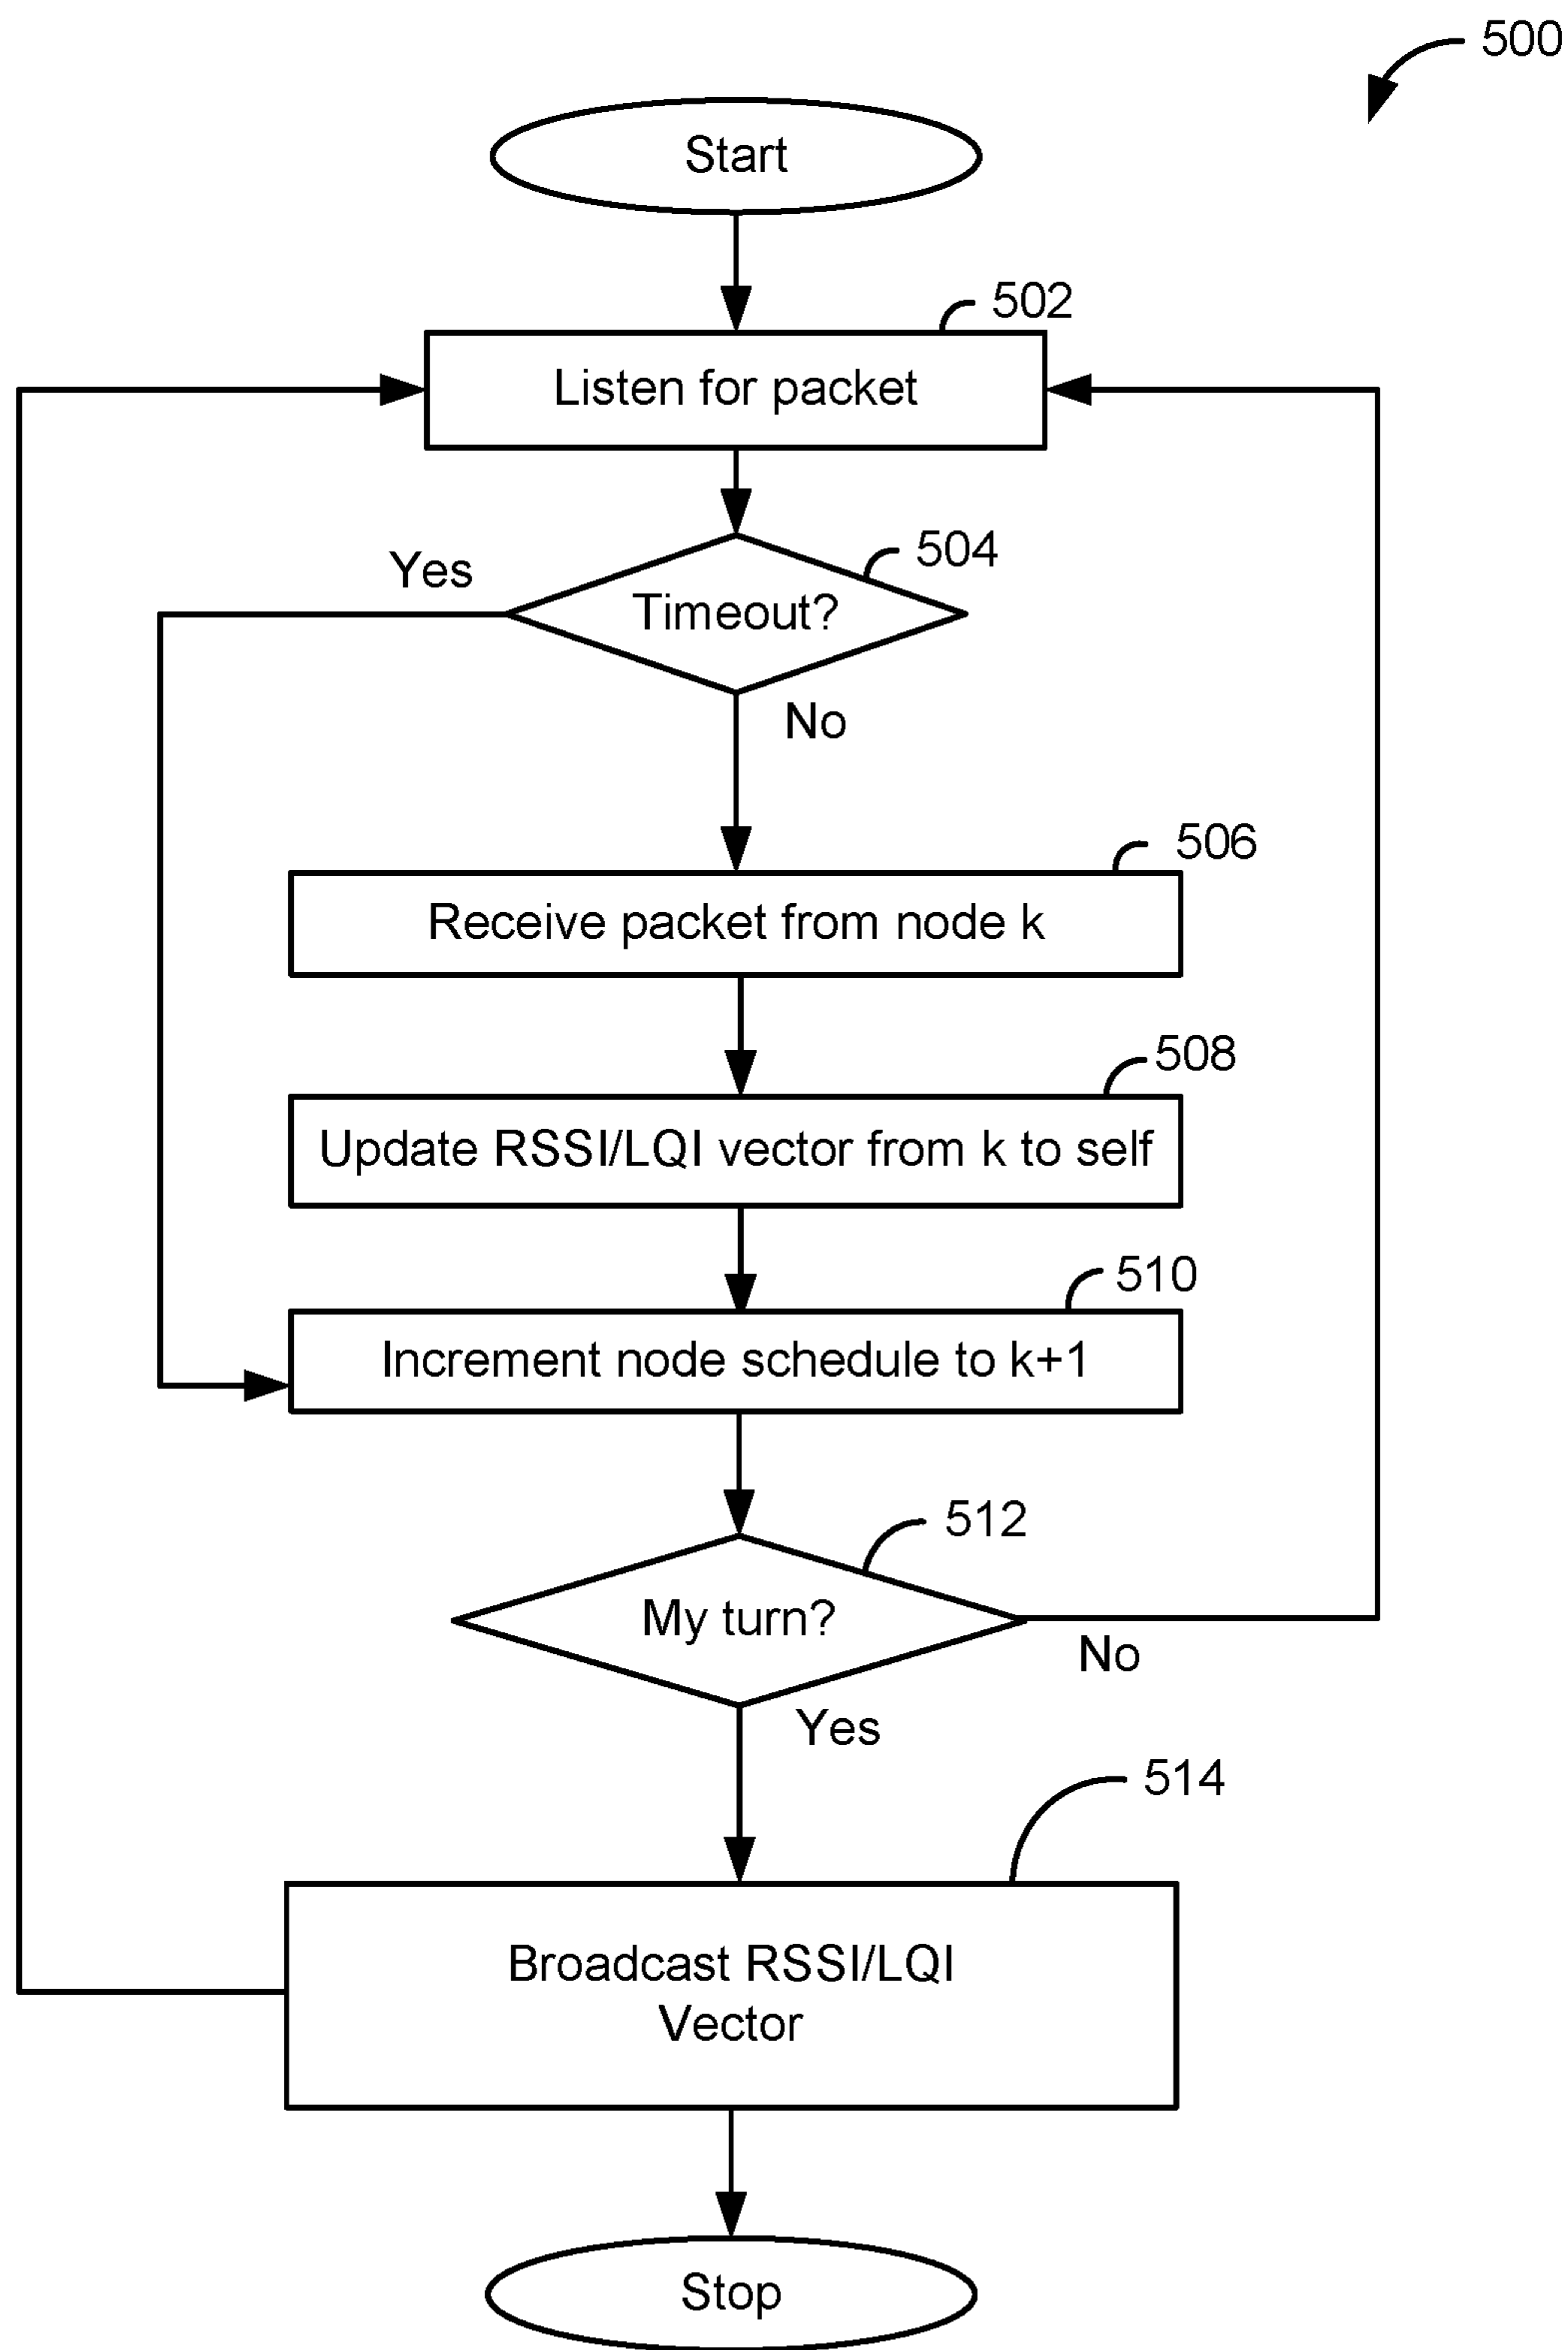 500
Start
502
Listen for packet
504
Yes
Timeout?
No
506
Receive packet from node k
508
Update RSSI/LQI vector from k to self
510
Increment node schedule to k+1
512
My turn?
No
Yes
514
Broadcast RSSI/LQI
Vector
Stop